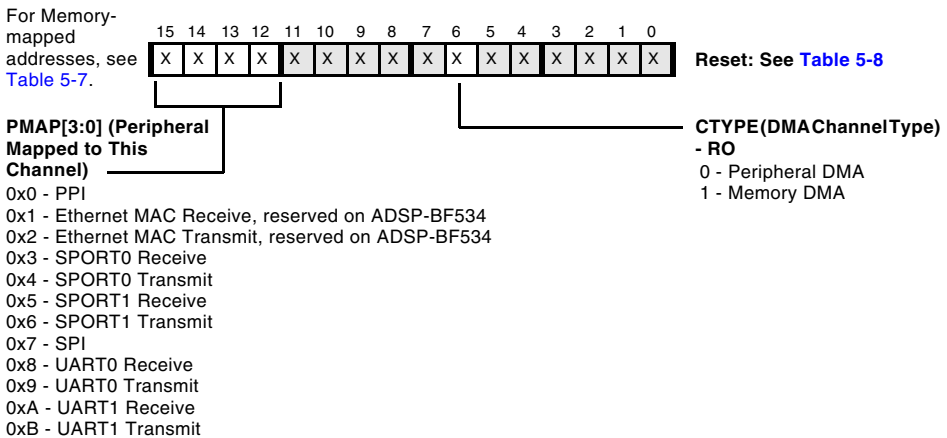 For Memory-
mapped
addresses, see
Table 5-7.
15 14 13 12 11 10 9 8 7 6 5 4 3 2 1 0
X X X X X X X X X X X X X X X X
Reset: See Table 5-8
PMAP[3:0] (Peripheral
Mapped to This
Channel)
0x0 - PPI
0x1 - Ethernet MAC Receive, reserved on ADSP-BF534
0x2 - Ethernet MAC Transmit, reserved on ADSP-BF534
0x3 - SPORT0 Receive
0x4 - SPORT0 Transmit
0x5 - SPORT1 Receive
0x6 - SPORT1 Transmit
0x7 - SPI
0x8 - UART0 Receive
0x9 - UART0 Transmit
0xA - UART1 Receive
0xB - UART1 Transmit
CTYPE (DMA Channel Type)
- RO
0 - Peripheral DMA
1 - Memory DMA